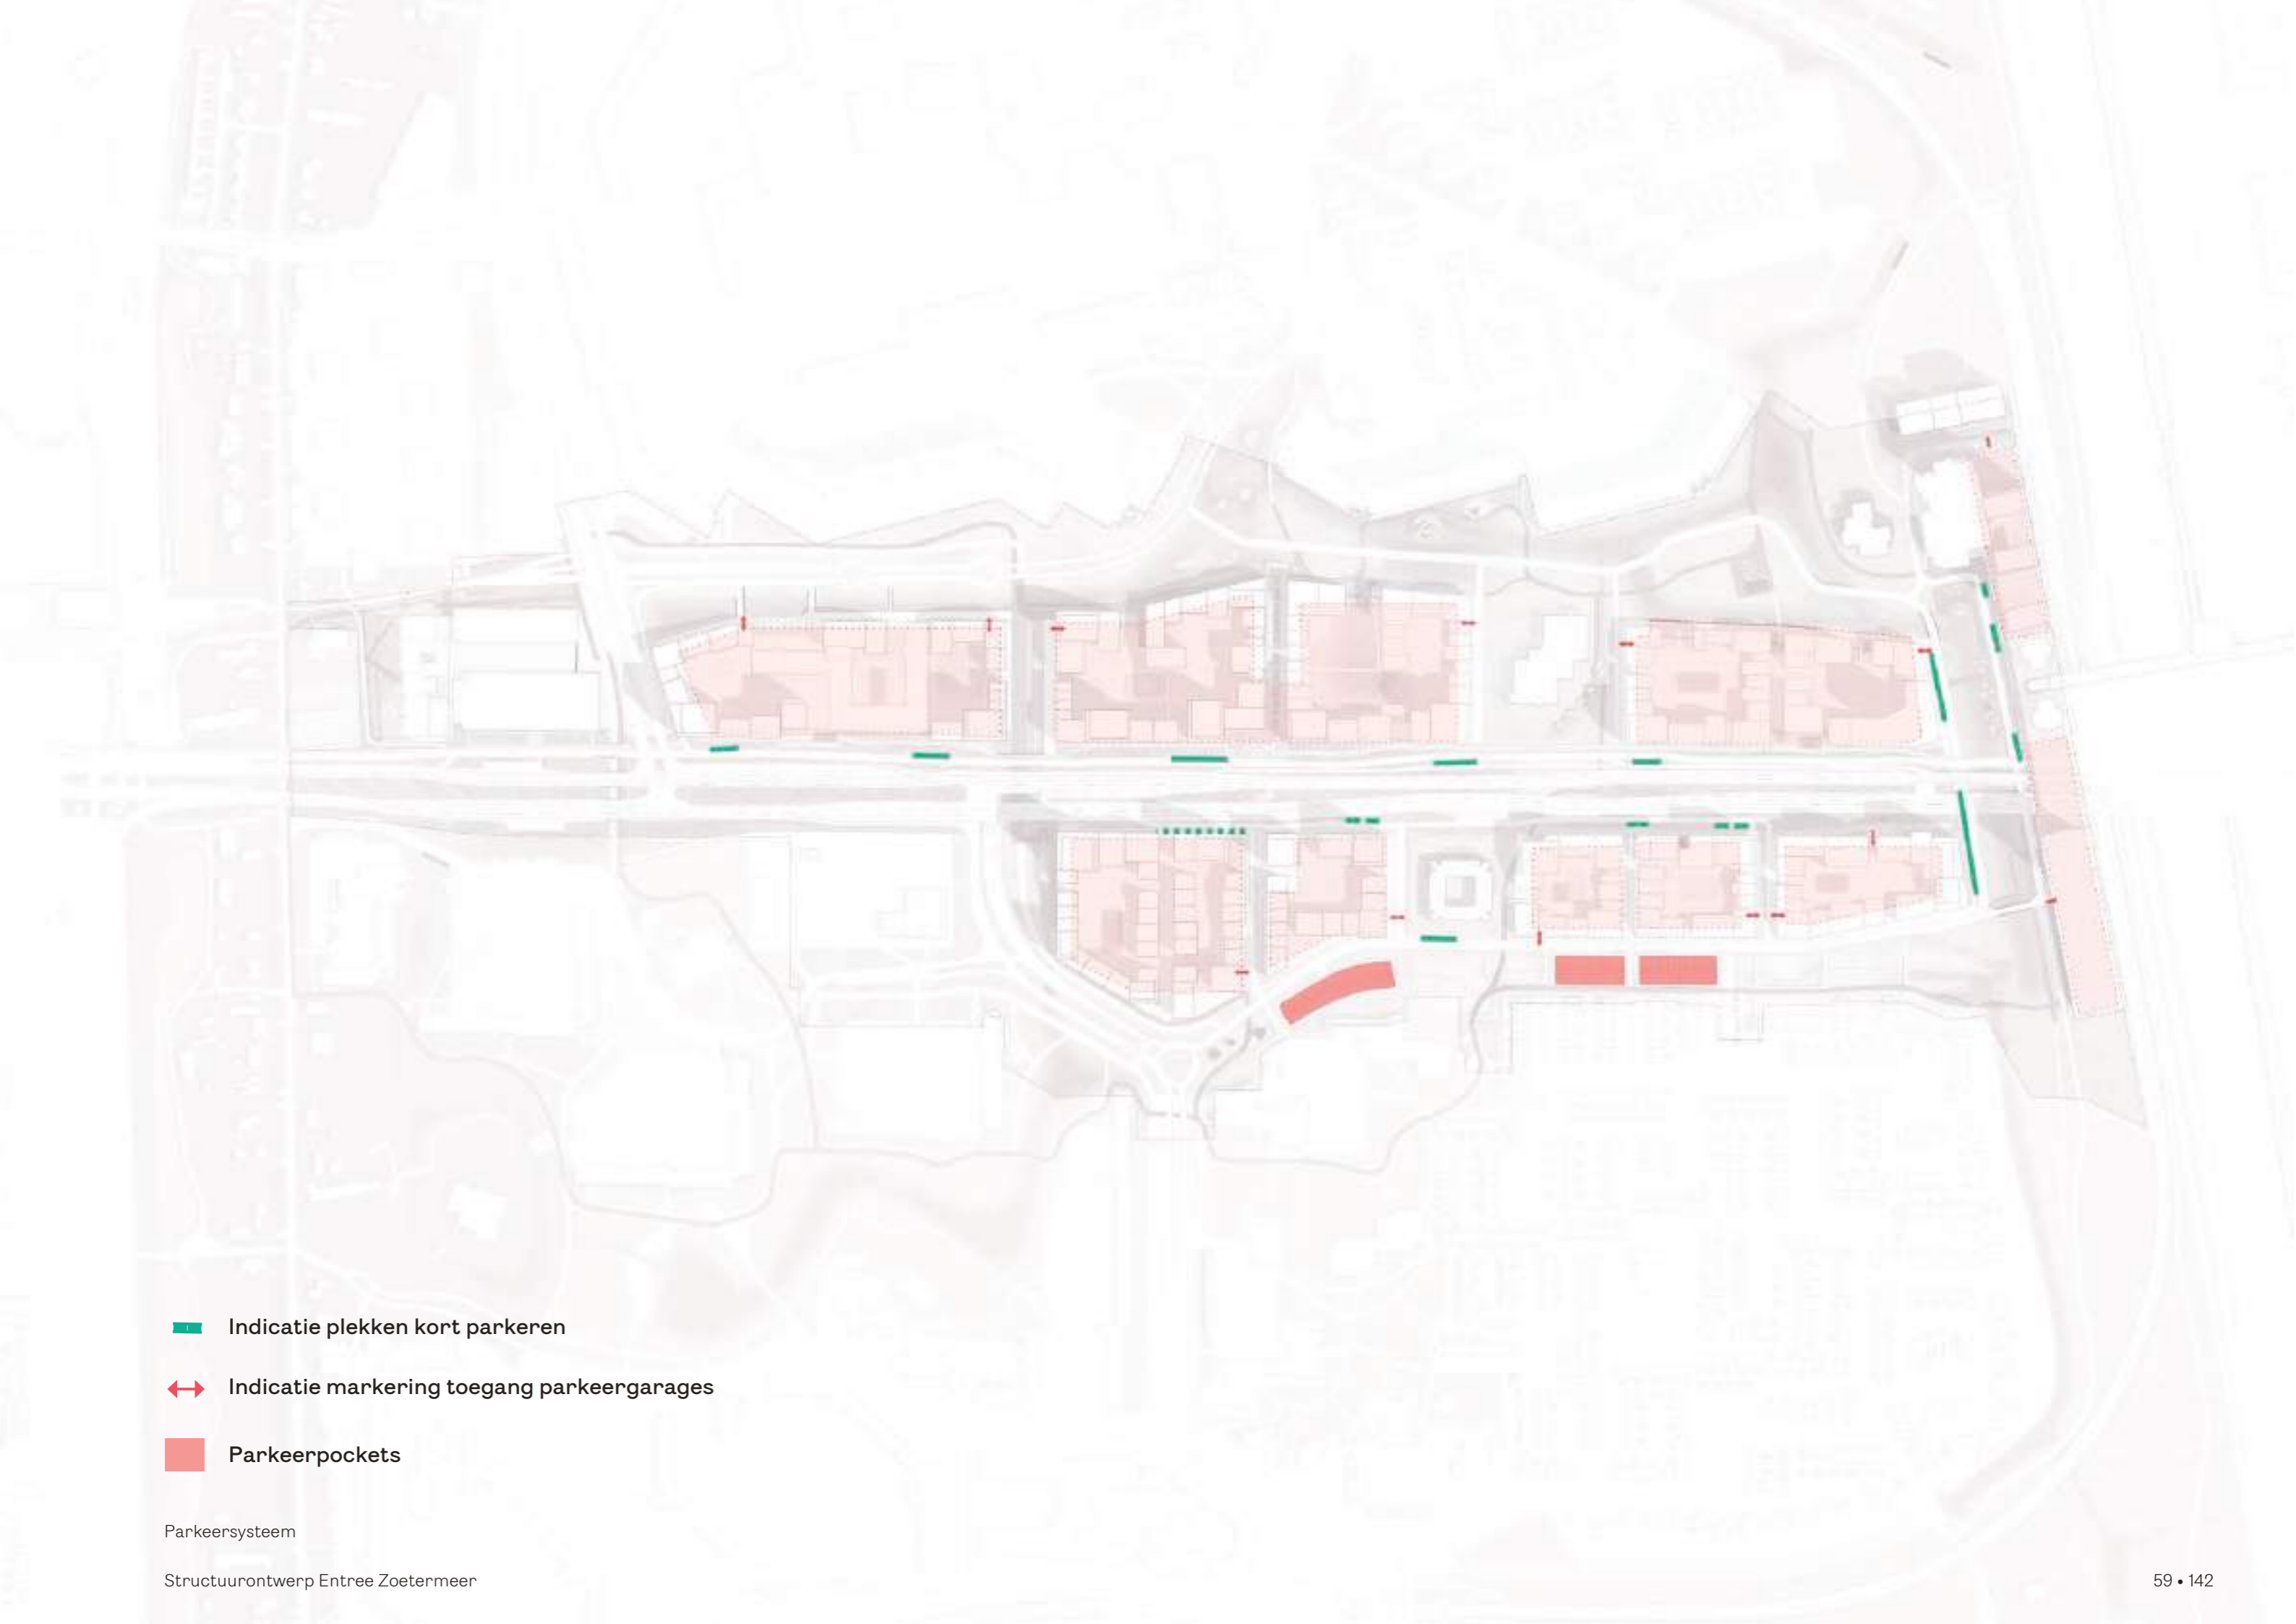 Indicatie plekken kort parkeren
Indicatie markering toegang parkeergarages
Parkeerpockets
Parkeersysteem
Structuurontwerp Entree Zoetermeer
59 • 142